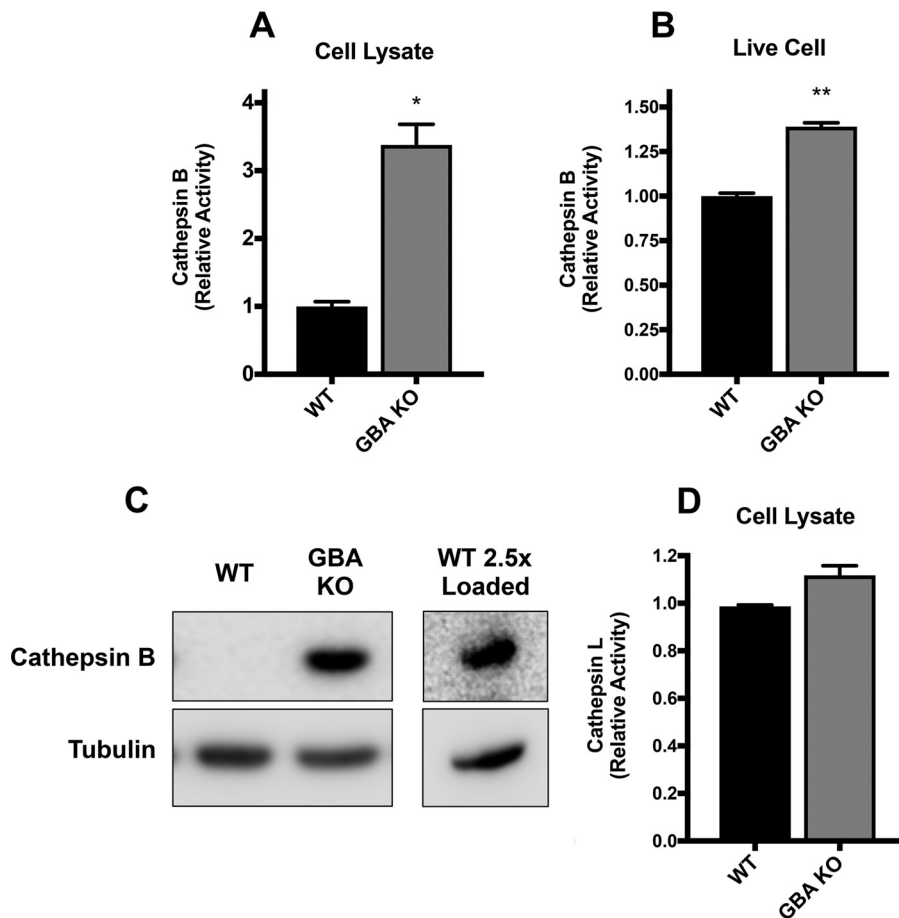 A
Cell Lysate
Cathepsin B
(Relative Activity)
4
3
2
1
0
*
WT
GBA KO
B
Live Cell
Cathepsin B
(Relative Activity)
1.50
1.25
1.00
0.75
0.50
0.25
0.00
**
WT
GBA KO
C
WT
GBA
KO
WT 2.5x
Loaded
Cathepsin B
Tubulin
D
Cell Lysate
Cathepsin L
(Relative Activity)
1.2
1.0
0.8
0.6
0.4
0.2
0.0
WT
GBA KO